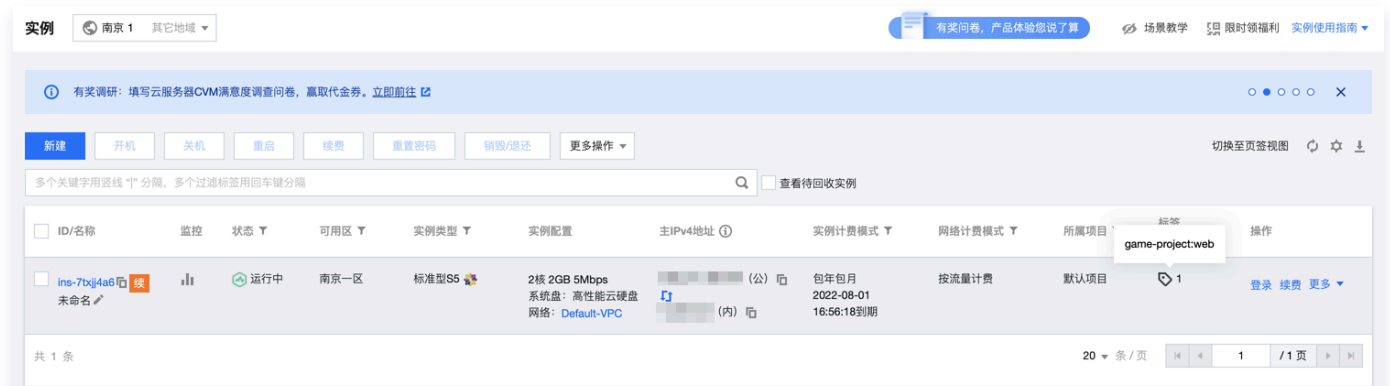 实例 南京 1 其它地域 有奖问卷，产品体验您说了算 场景教学 限时领福利 实例使用指南
有奖调研：填写云服务器CVM满意度调查问卷，赢取代金券。立即前往
新建 开机 关机 重启 续费 重置密码 销毁/退还 更多操作 切换至页签视图
多个关键字用竖线 "|" 分隔，多个过滤标签用回车键分隔 查看待回收实例
ID/名称 监控 状态 可用区 实例类型 实例配置 主IPv4地址 实例计费模式 网络计费模式 所属项目 标签 操作
game-project:web
ins-7txjj4a6 续 运行中 南京一区 标准型S5 2核 2GB 5Mbps (公) 包年包月 按流量计费 默认项目 1 登录 续费 更多
未命名 系统盘：高性能云硬盘 2022-08-01
网络：Default-VPC (内) 16:56:18到期
共 1 条 20 条/页 1 /1页